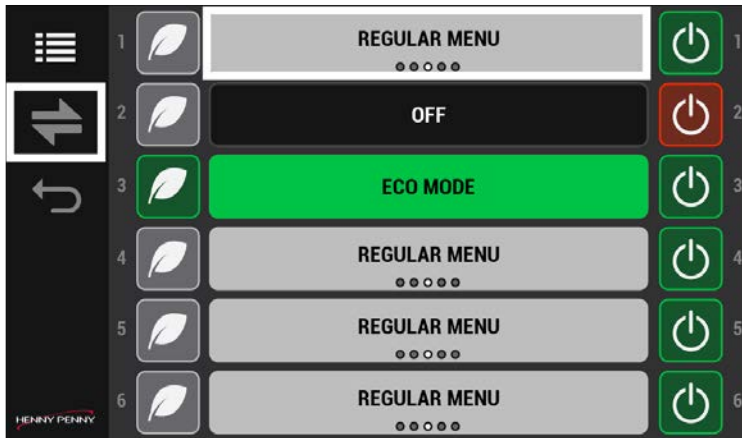 1 REGULAR MENU 1
2 OFF 2
3 ECO MODE 3
4 REGULAR MENU 4
5 REGULAR MENU 5
6 REGULAR MENU 6
HENNY PENNY